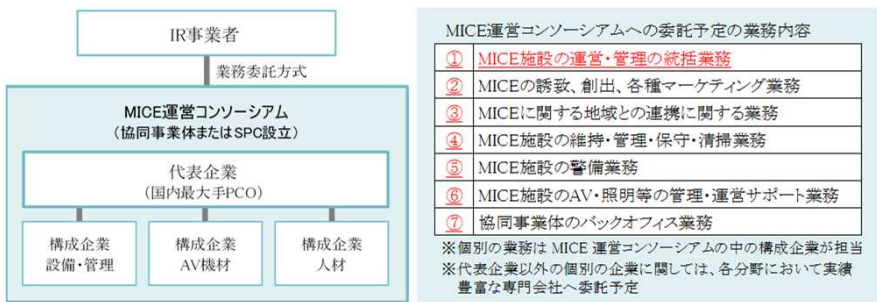 IR事業者
業務委託方式
MICE運営コンソーシアム
（協同事業体またはSPC設立）
代表企業
（国内最大手PCO）
構成企業
設備・管理
構成企業
AV機材
構成企業
人材
MICE運営コンソーシアムへの委託予定の業務内容
① MICE施設の運営・管理の統括業務
② MICEの誘致、創出、各種マーケティング業務
③ MICEに関する地域との連携に関する業務
④ MICE施設の維持・管理・保守・清掃業務
⑤ MICE施設の警備業務
⑥ MICE施設のAV・照明等の管理・運営サポート業務
⑦ 協同事業体のバックオフィス業務
※個別の業務は MICE 運営コンソーシアムの中の構成企業が担当
※代表企業以外の個別の企業に関しては、各分野において実績
豊富な専門会社へ委託予定